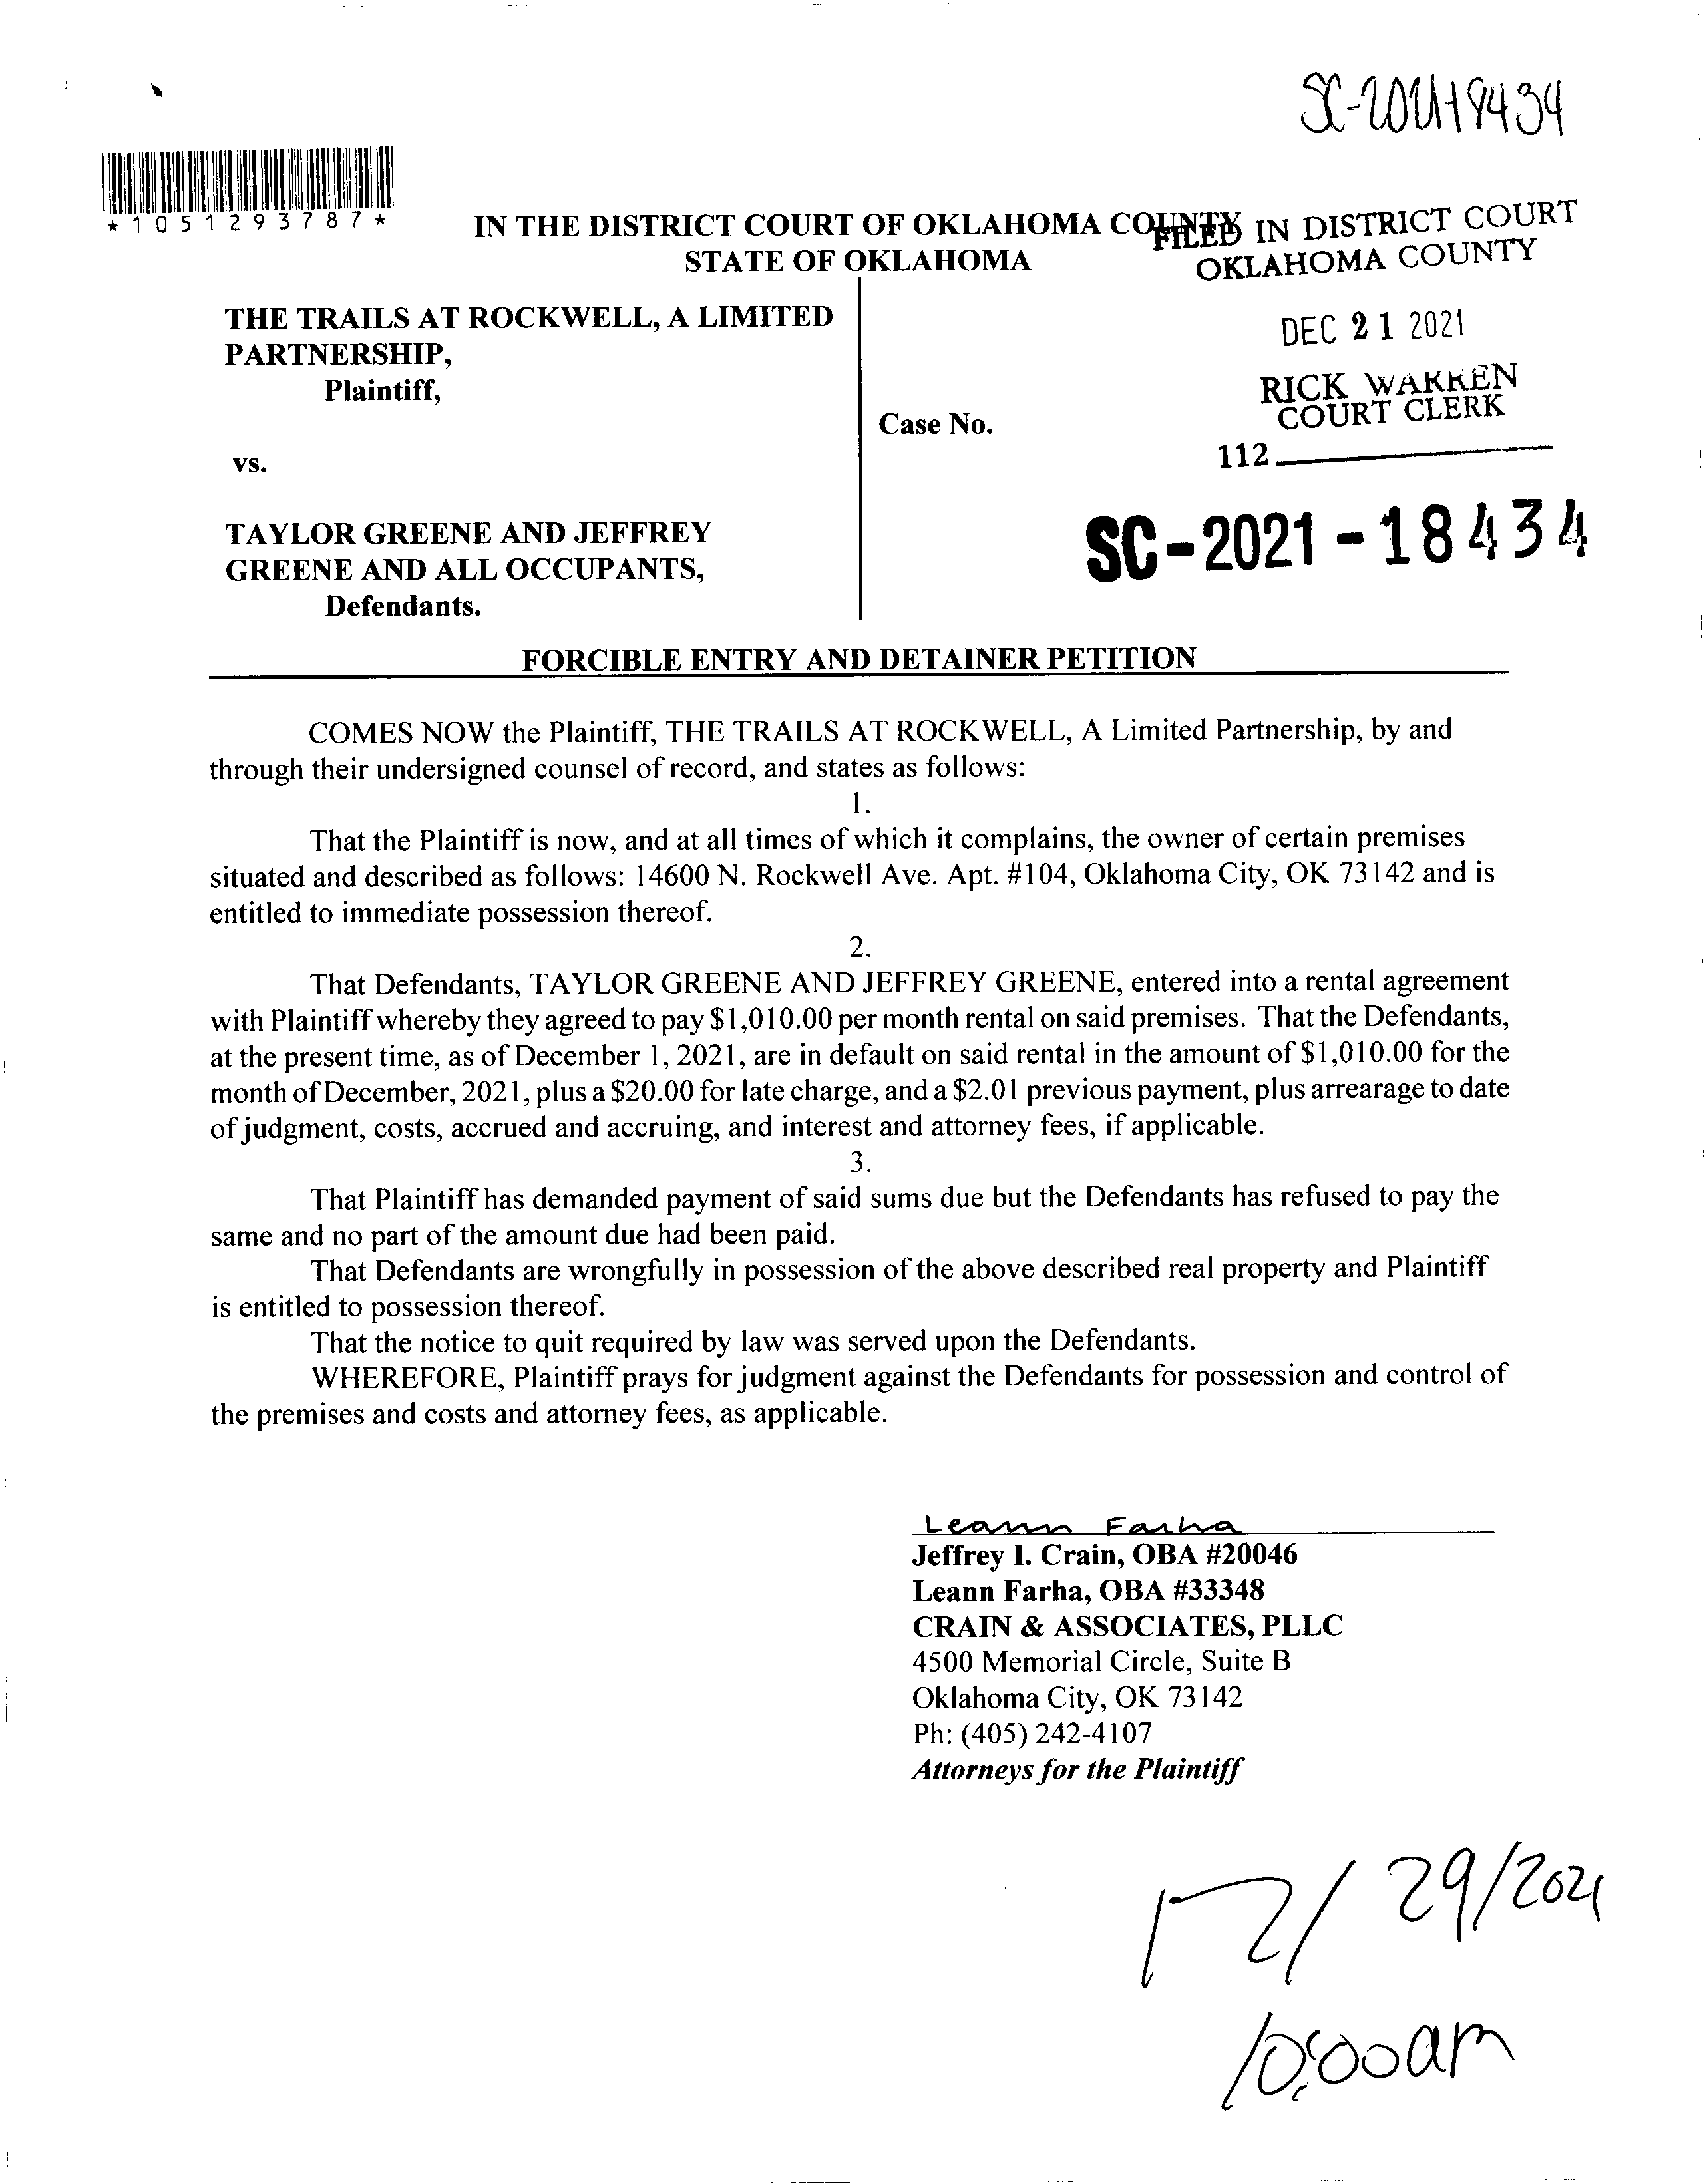 SC-2021-18434
*1051293787*
IN THE DISTRICT COURT OF OKLAHOMA COUNTY
STATE OF OKLAHOMA
FILED IN DISTRICT COURT
OKLAHOMA COUNTY
DEC 21 2021
RICK WARREN
COURT CLERK
112
THE TRAILS AT ROCKWELL, A LIMITED
PARTNERSHIP,
Plaintiff,
Case No.
vs.
SC-2021-18434
TAYLOR GREENE AND JEFFREY
GREENE AND ALL OCCUPANTS,
Defendants.
FORCIBLE ENTRY AND DETAINER PETITION
COMES NOW the Plaintiff, THE TRAILS AT ROCKWELL, A Limited Partnership, by and
through their undersigned counsel of record, and states as follows:
1.
That the Plaintiff is now, and at all times of which it complains, the owner of certain premises
situated and described as follows: 14600 N. Rockwell Ave. Apt. #104, Oklahoma City, OK 73142 and is
entitled to immediate possession thereof.
2.
That Defendants, TAYLOR GREENE AND JEFFREY GREENE, entered into a rental agreement
with Plaintiff whereby they agreed to pay $1,010.00 per month rental on said premises. That the Defendants,
at the present time, as of December 1, 2021, are in default on said rental in the amount of $1,010.00 for the
month of December, 2021, plus a $20.00 for late charge, and a $2.01 previous payment, plus arrearage to date
of judgment, costs, accrued and accruing, and interest and attorney fees, if applicable.
3.
That Plaintiff has demanded payment of said sums due but the Defendants has refused to pay the
same and no part of the amount due had been paid.
That Defendants are wrongfully in possession of the above described real property and Plaintiff
is entitled to possession thereof.
That the notice to quit required by law was served upon the Defendants.
WHEREFORE, Plaintiff prays for judgment against the Defendants for possession and control of
the premises and costs and attorney fees, as applicable.
Leann Farha
Jeffrey I. Crain, OBA #20046
Leann Farha, OBA #33348
CRAIN & ASSOCIATES, PLLC
4500 Memorial Circle, Suite B
Oklahoma City, OK 73142
Ph: (405) 242-4107
Attorneys for the Plaintiff
12/29/2021
10:00am